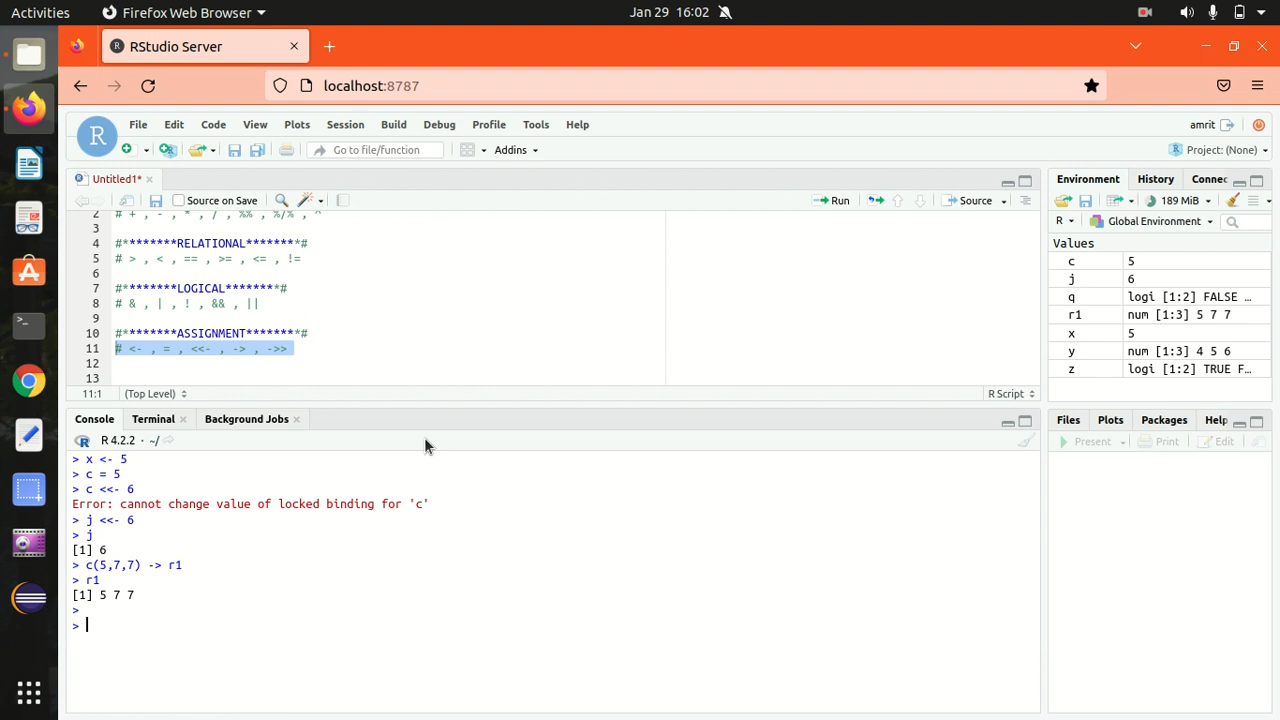 Activities Firefox Web Browser Jan 29 16:02
RStudio Server
localhost:8787
R File Edit Code View Plots Session Build Debug Profile Tools Help amrit
Go to file/function Addins Project: (None)
Untitled1*
Source on Save Run Source
2 # + , - , * , / , %% , %/% , ^
3
4 #********RELATIONAL********#
5 # > , < , == , >= , <= , !=
6
7 #********LOGICAL********#
8 # & , | , ! , && , ||
9
10 #********ASSIGNMENT********#
11 # <- , = , <<- , -> , ->>
12
13
11:1 (Top Level) R Script
Console Terminal Background Jobs
R 4.2.2 · ~/
> x <- 5
> c = 5
> c <<- 6
Error: cannot change value of locked binding for 'c'
> j <<- 6
> j
[1] 6
> c(5,7,7) -> r1
> r1
[1] 5 7 7
>
>
Environment History Connec
189 MiB
R Global Environment
Values
c 5
j 6
q logi [1:2] FALSE …
r1 num [1:3] 5 7 7
x 5
y num [1:3] 4 5 6
z logi [1:2] TRUE F…
Files Plots Packages Help
Present Print Edit